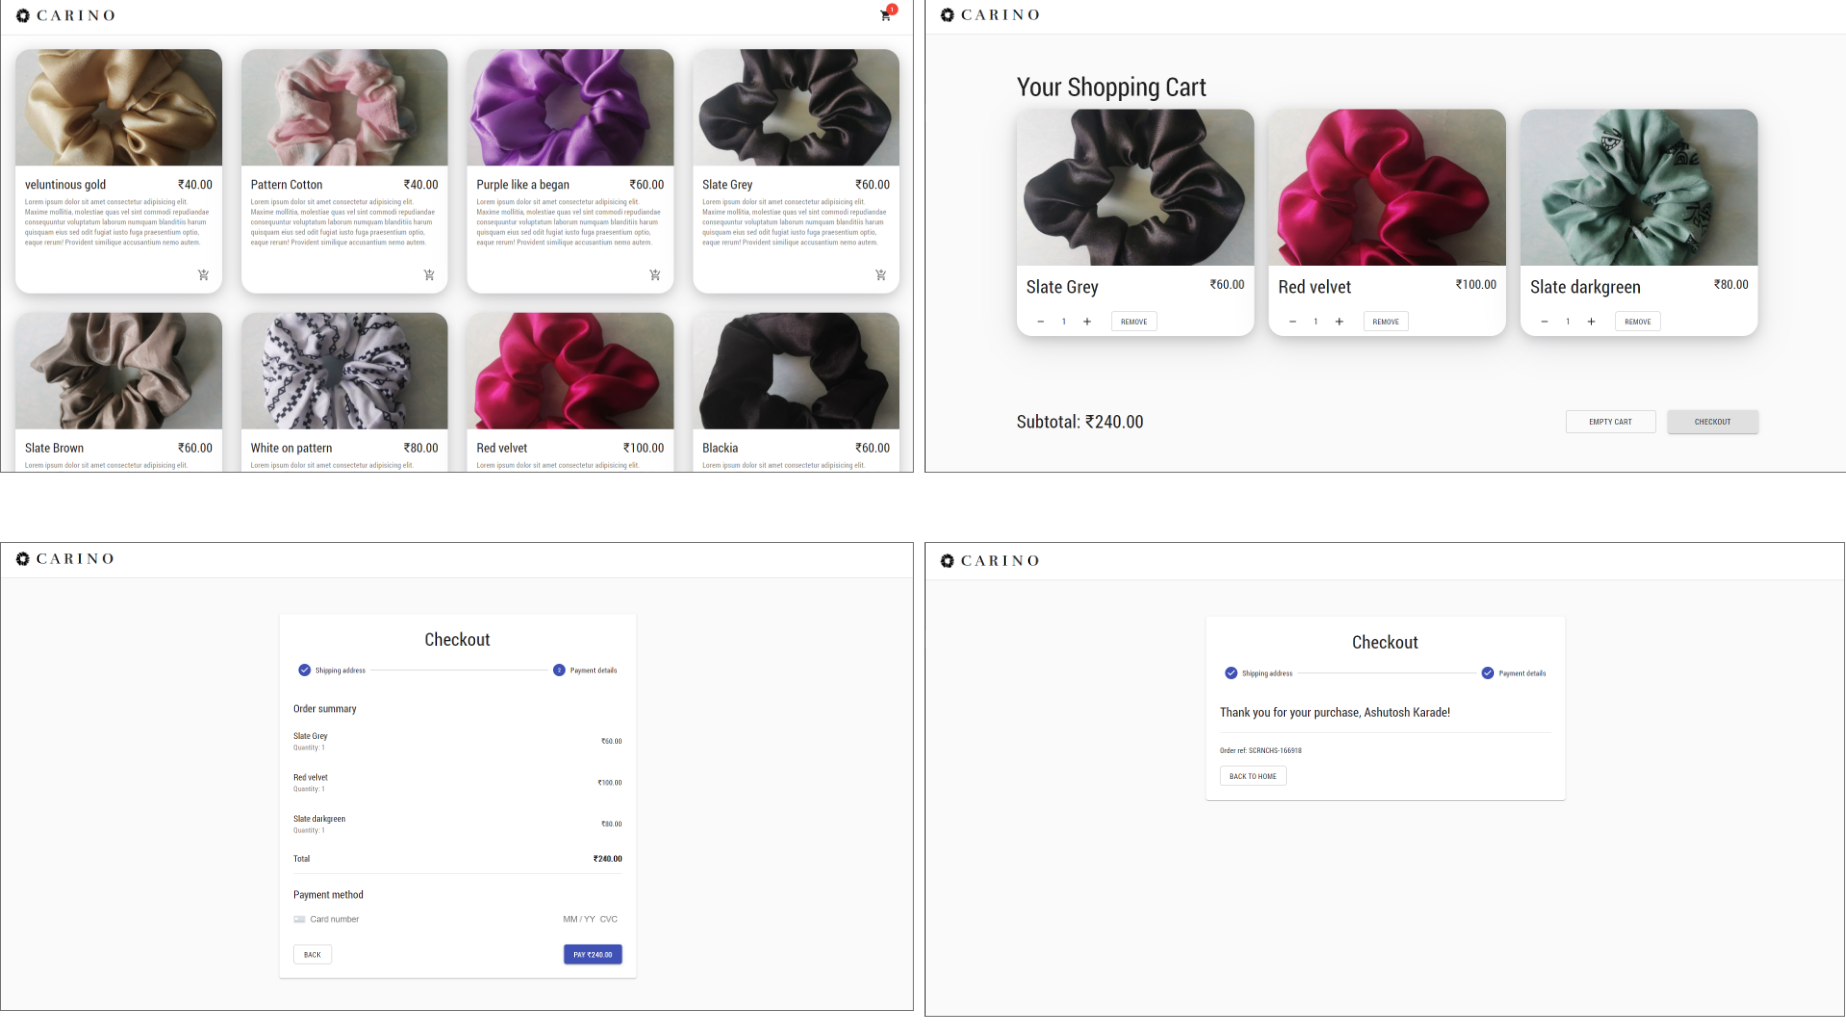 CARINO
1
veluntinous gold ₹40.00
Lorem ipsum dolor sit amet consectetur adipisicing elit.
Maxime mollitia, molestiae quas vel sint commodi repudiandae
consequuntur voluptatum laborum numquam blanditiis harum
quisquam eius sed odit fugiat iusto fuga praesentium optio,
eaque rerum! Provident similique accusantium nemo autem.
Pattern Cotton ₹40.00
Lorem ipsum dolor sit amet consectetur adipisicing elit.
Maxime mollitia, molestiae quas vel sint commodi repudiandae
consequuntur voluptatum laborum numquam blanditiis harum
quisquam eius sed odit fugiat iusto fuga praesentium optio,
eaque rerum! Provident similique accusantium nemo autem.
Purple like a began ₹60.00
Lorem ipsum dolor sit amet consectetur adipisicing elit.
Maxime mollitia, molestiae quas vel sint commodi repudiandae
consequuntur voluptatum laborum numquam blanditiis harum
quisquam eius sed odit fugiat iusto fuga praesentium optio,
eaque rerum! Provident similique accusantium nemo autem.
Slate Grey ₹60.00
Lorem ipsum dolor sit amet consectetur adipisicing elit.
Maxime mollitia, molestiae quas vel sint commodi repudiandae
consequuntur voluptatum laborum numquam blanditiis harum
quisquam eius sed odit fugiat iusto fuga praesentium optio,
eaque rerum! Provident similique accusantium nemo autem.
Slate Brown ₹60.00
Lorem ipsum dolor sit amet consectetur adipisicing elit.
White on pattern ₹80.00
Lorem ipsum dolor sit amet consectetur adipisicing elit.
Red velvet ₹100.00
Lorem ipsum dolor sit amet consectetur adipisicing elit.
Blackia ₹60.00
Lorem ipsum dolor sit amet consectetur adipisicing elit.
CARINO
Your Shopping Cart
Slate Grey ₹60.00
− 1 + REMOVE
Red velvet ₹100.00
− 1 + REMOVE
Slate darkgreen ₹80.00
− 1 + REMOVE
Subtotal: ₹240.00
EMPTY CART CHECKOUT
CARINO
Checkout
Shipping address 2 Payment details
Order summary
Slate Grey ₹60.00
Quantity: 1
Red velvet ₹100.00
Quantity: 1
Slate darkgreen ₹80.00
Quantity: 1
Total ₹240.00
Payment method
Card number MM / YY CVC
BACK PAY ₹240.00
CARINO
Checkout
Shipping address Payment details
Thank you for your purchase, Ashutosh Karade!
Order ref: SCRNCHS-166918
BACK TO HOME